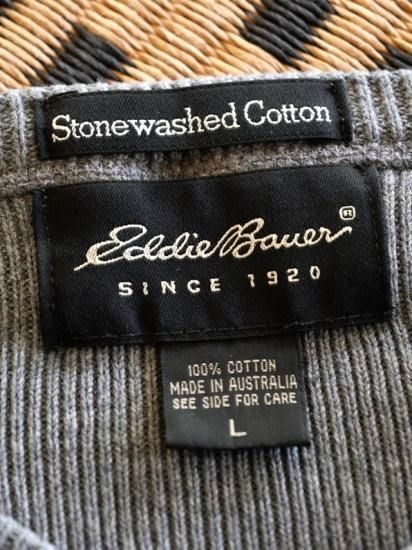 Stonewashed Cotton
Eddie Bauer ®
SINCE 1920
100% COTTON
MADE IN AUSTRALIA
SEE SIDE FOR CARE
L